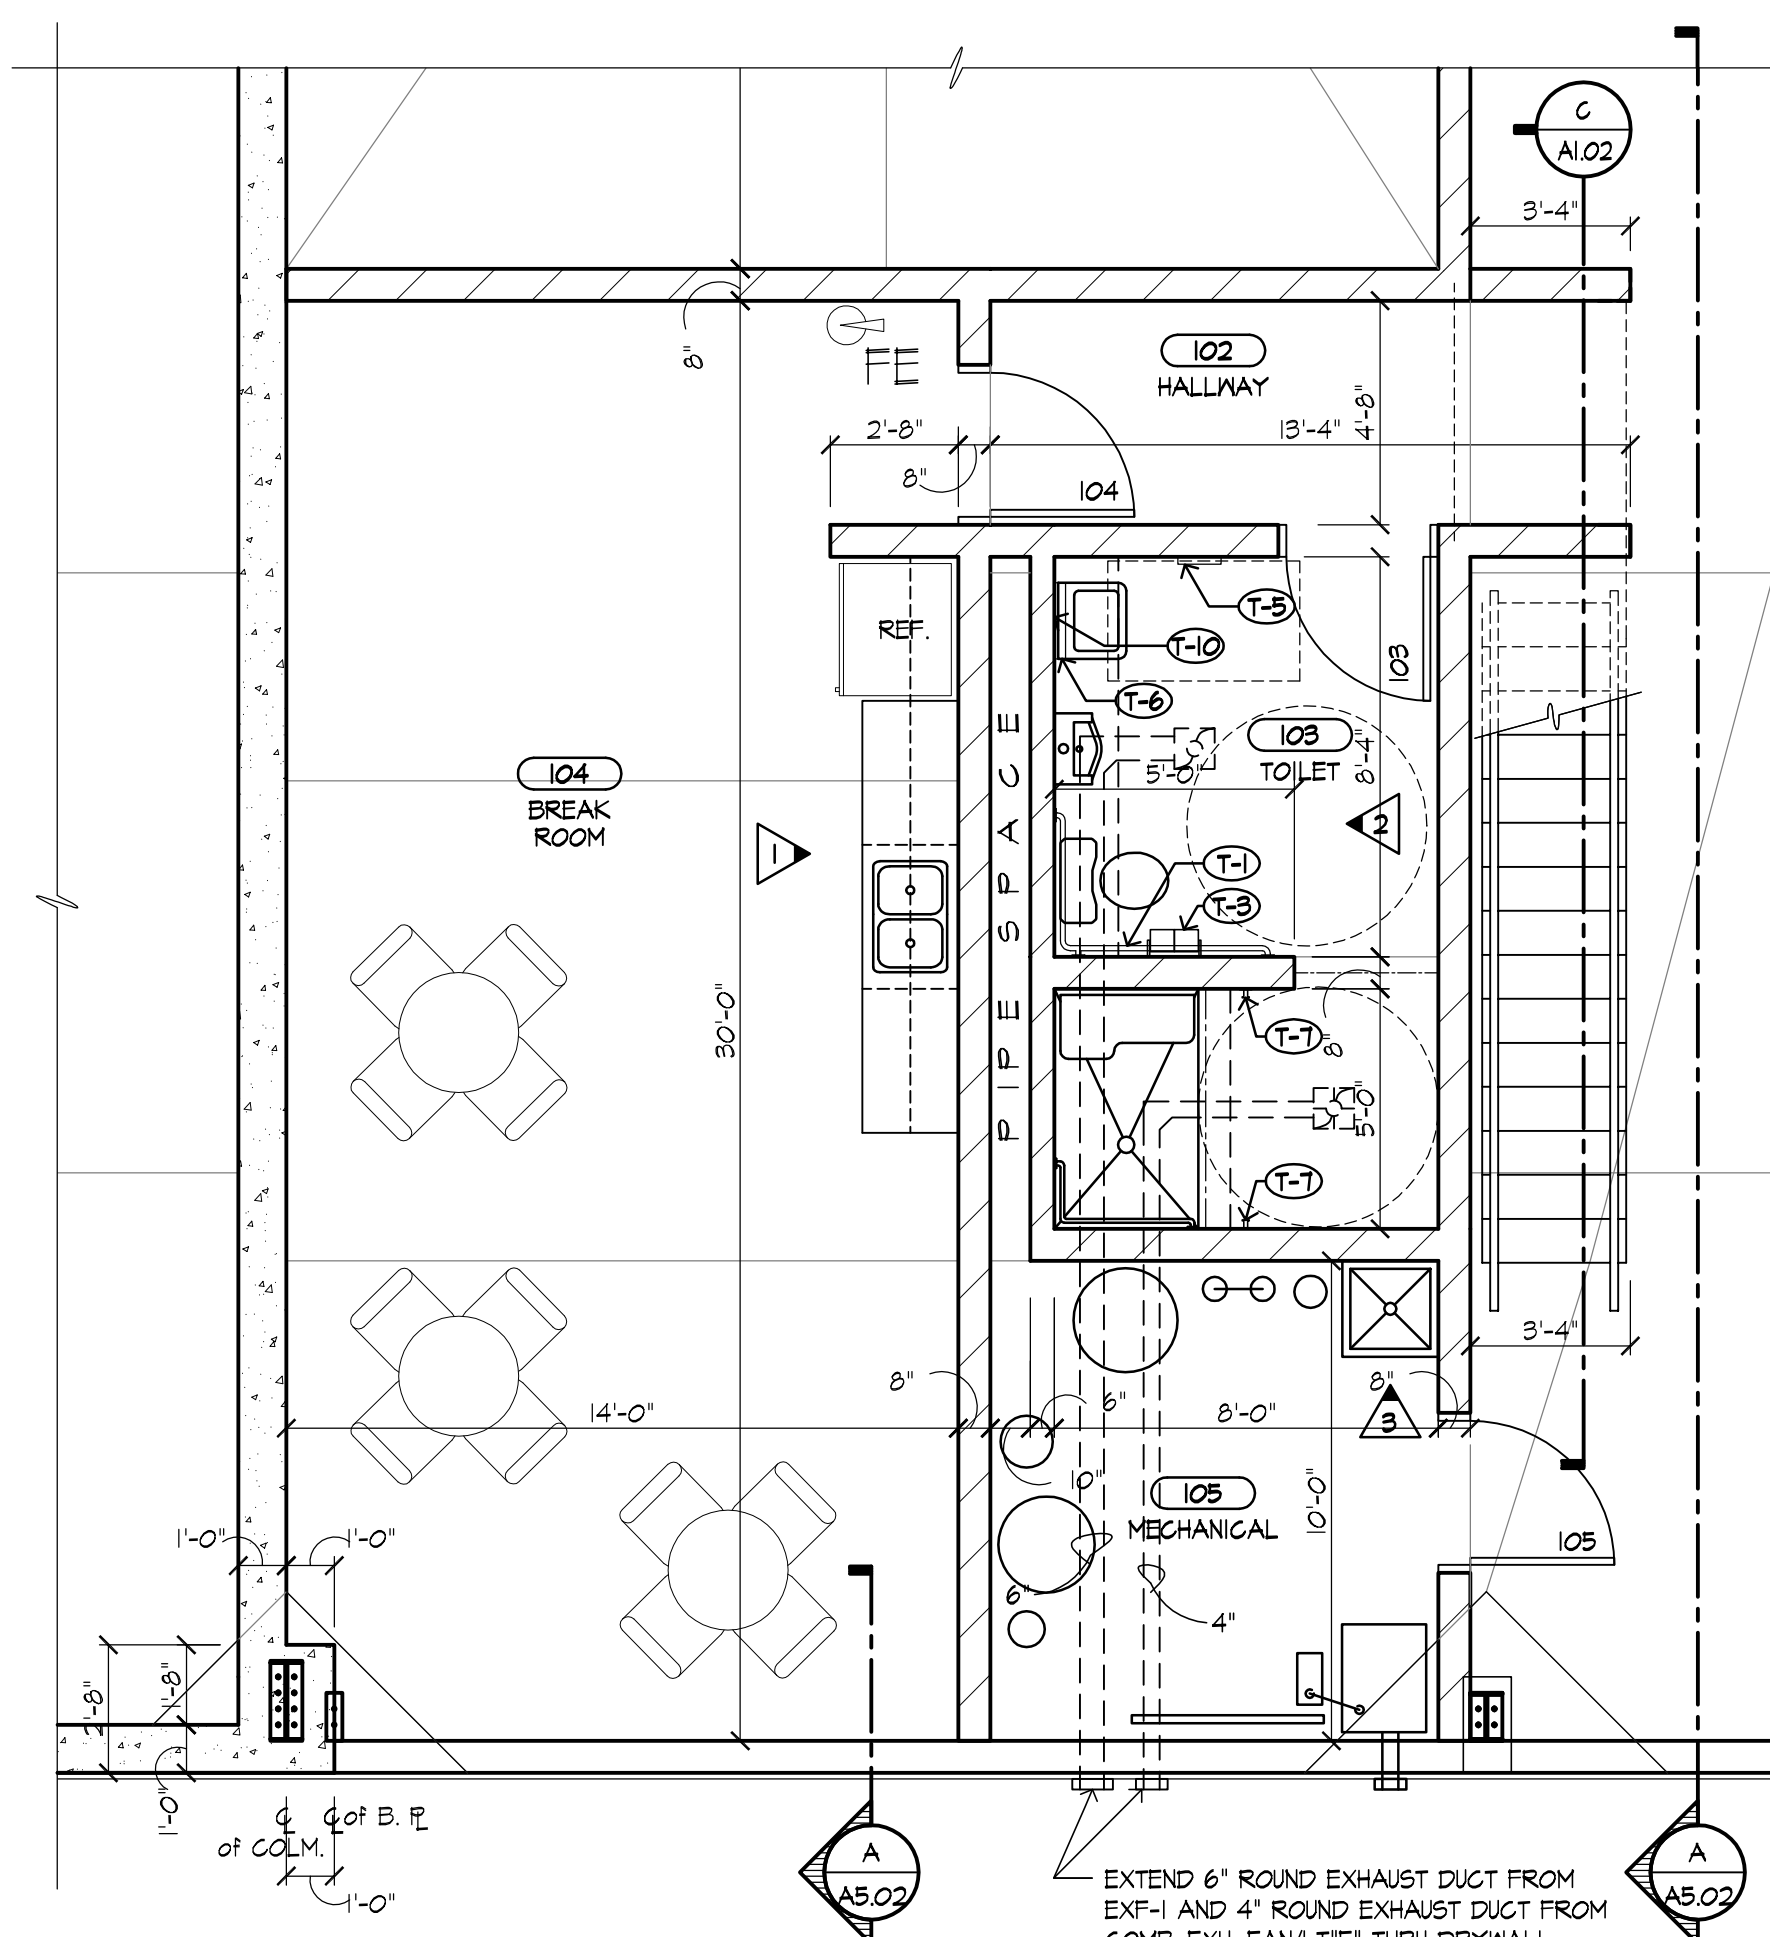 C
A1.02
3'-4"
8"
FE
102
HALLWAY
4'-8"
2'-8"
13'-4"
8"
104
REF.
T-5
T-10
T-6
103
103
TOILET
8'-4"
5'-0"
104
BREAK
ROOM
1
2
PIPE SPACE
T-1
T-3
30'-0"
T-7
8"
5'-0"
T-7
3'-4"
8"
8"
6"
14'-0"
8'-0"
3
10"
105
MECHANICAL
10'-0"
105
1'-0"
1'-0"
6"
4"
2'-8"
1'-8"
1'-0"
℄
℄ of B. PL
of COLM.
1'-0"
A
A5.02
A
A5.02
EXTEND 6" ROUND EXHAUST DUCT FROM
EXF-1 AND 4" ROUND EXHAUST DUCT FROM